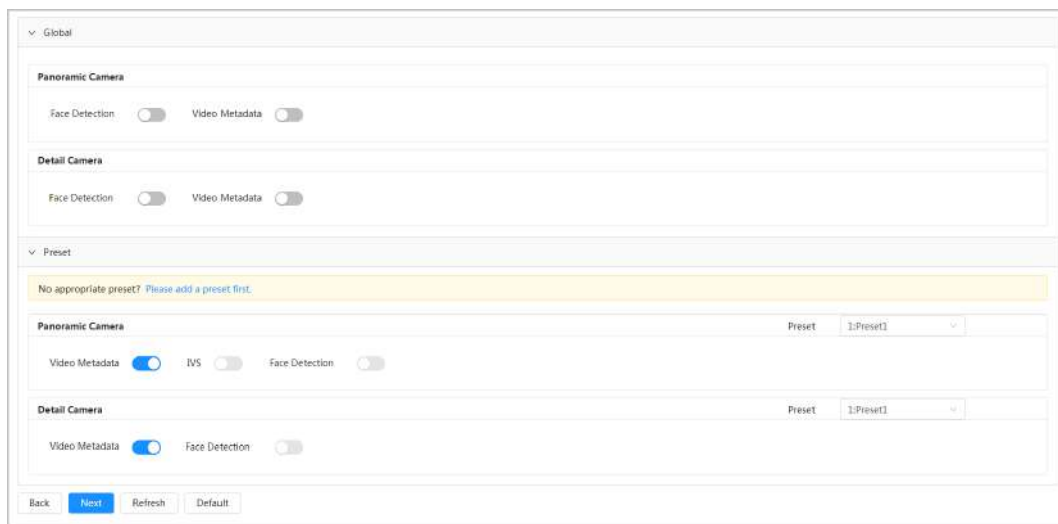 Global
Panoramic Camera
Face Detection Video Metadata
Detail Camera
Face Detection Video Metadata
Preset
No appropriate preset? Please add a preset first.
Panoramic Camera Preset 1:Preset1
Video Metadata IVS Face Detection
Detail Camera Preset 1:Preset1
Video Metadata Face Detection
Back Next Refresh Default